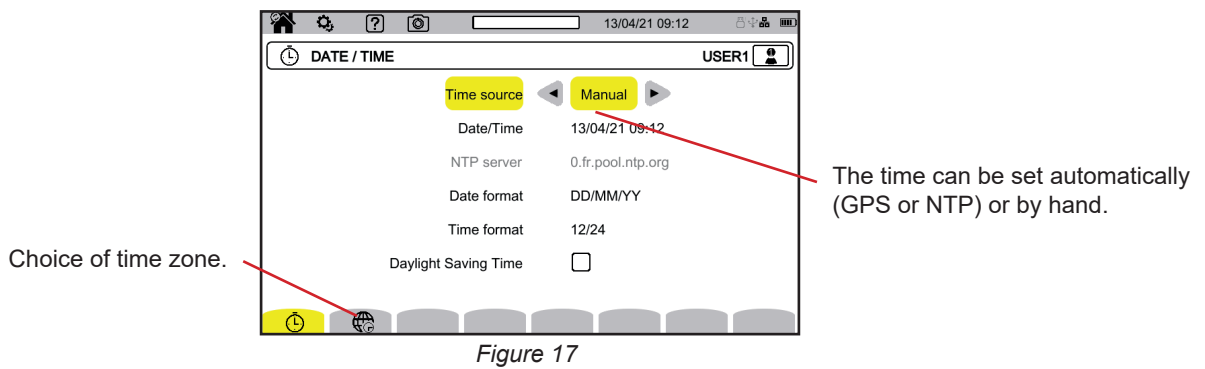 13/04/21 09:12
DATE / TIME
USER1
Time source
Manual
Date/Time
13/04/21 09:12
NTP server
0.fr.pool.ntp.org
Date format
DD/MM/YY
Time format
12/24
Daylight Saving Time
The time can be set automatically
(GPS or NTP) or by hand.
Choice of time zone.
Figure 17